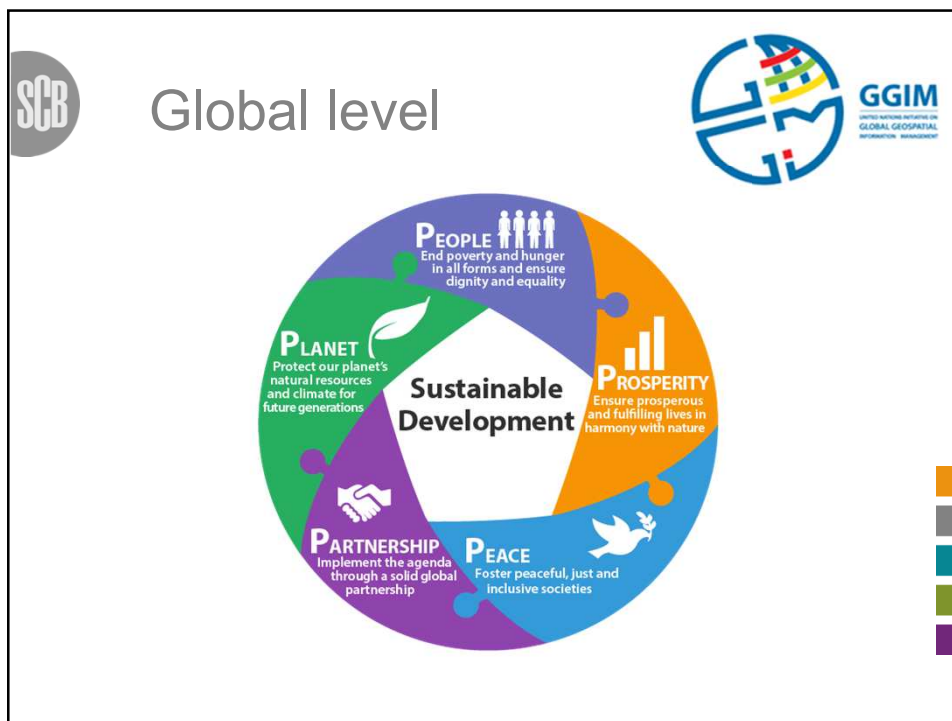 SCB
Global level
GGIM
UNITED NATIONS INITIATIVE ON
GLOBAL GEOSPATIAL
INFORMATION MANAGEMENT
PEOPLE
End poverty and hunger
in all forms and ensure
dignity and equality
PLANET
Protect our planet's
natural resources
and climate for
future generations
Sustainable
Development
PROSPERITY
Ensure prosperous
and fulfilling lives in
harmony with nature
PARTNERSHIP
Implement the agenda
through a solid global
partnership
PEACE
Foster peaceful, just and
inclusive societies